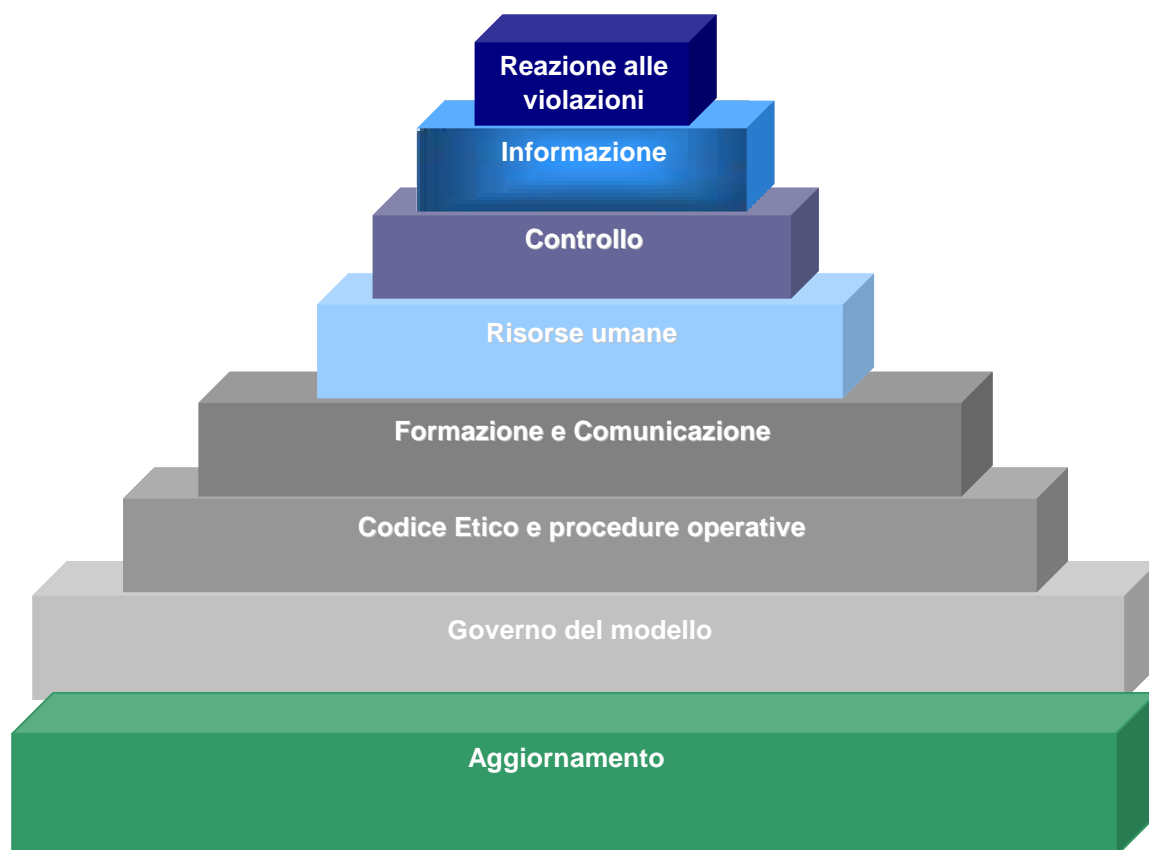 Reazione alle
violazioni
Informazione
Controllo
Risorse umane
Formazione e Comunicazione
Codice Etico e procedure operative
Governo del modello
Aggiornamento